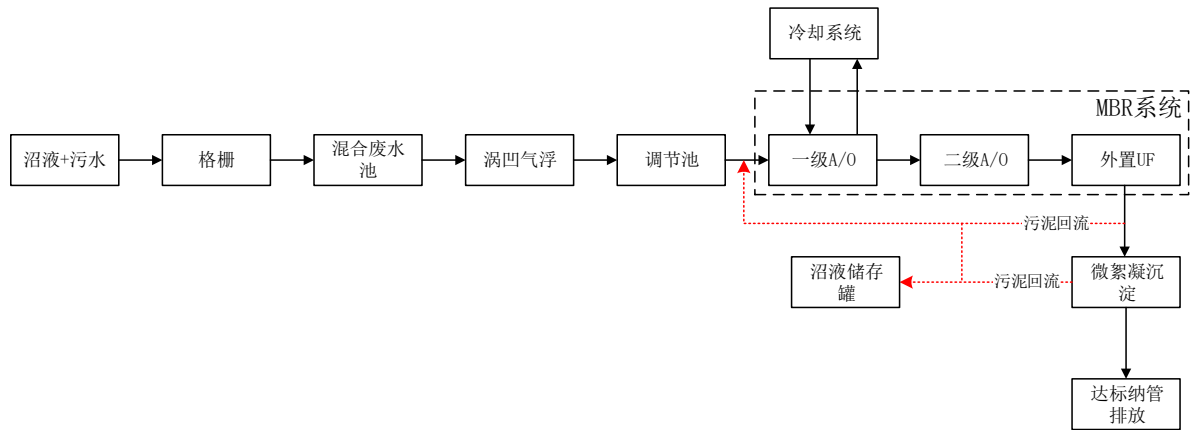 冷却系统
MBR系统
沼液+污水
格栅
混合废水
池
涡凹气浮
调节池
一级A/O
二级A/O
外置UF
污泥回流
沼液储存
罐
污泥回流
微絮凝沉
淀
达标纳管
排放